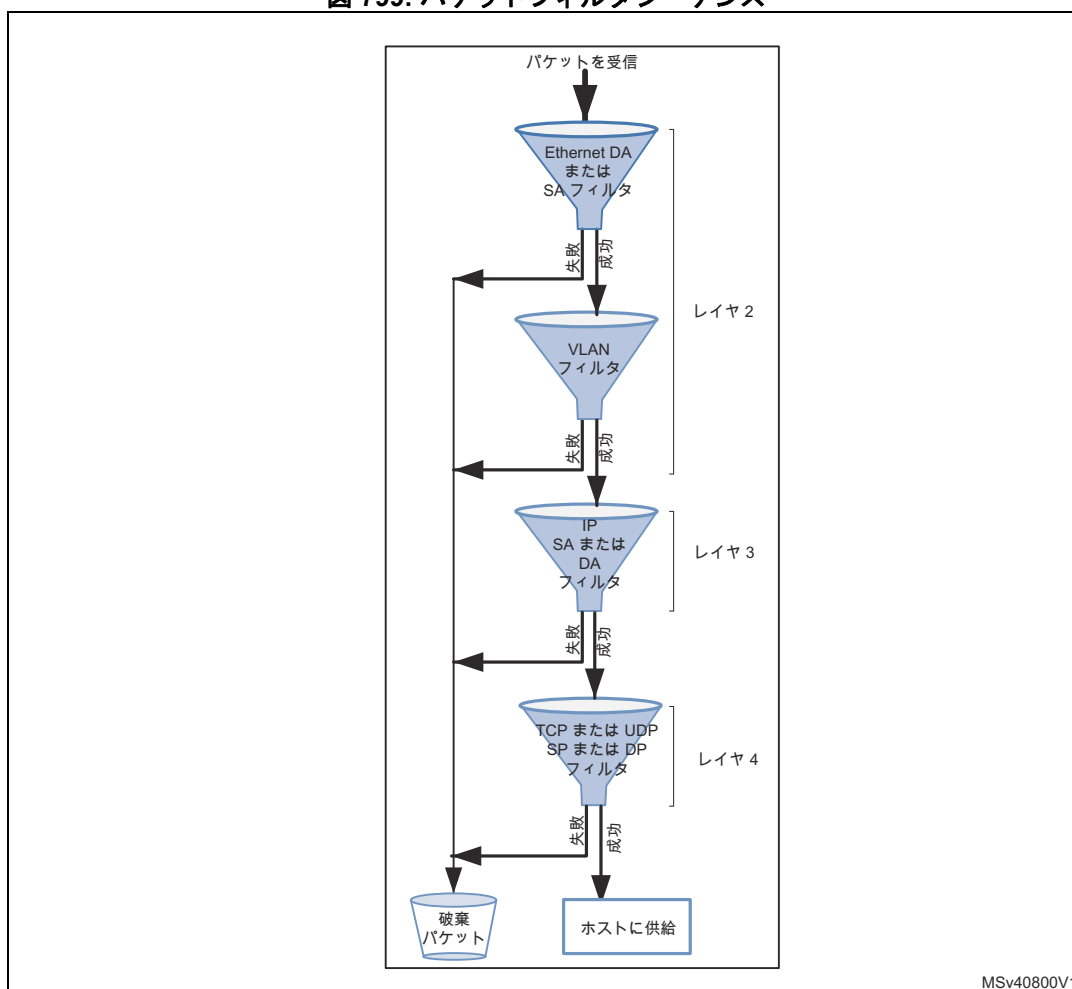 パケットを受信
Ethernet DA
または
SA フィルタ
失敗
成功
レイヤ 2
VLAN
フィルタ
失敗
成功
IP
SA または
DA
フィルタ
レイヤ 3
失敗
成功
TCP または UDP
SP または DP
フィルタ
レイヤ 4
失敗
成功
破棄
パケット
ホストに供給
MSv40800V1